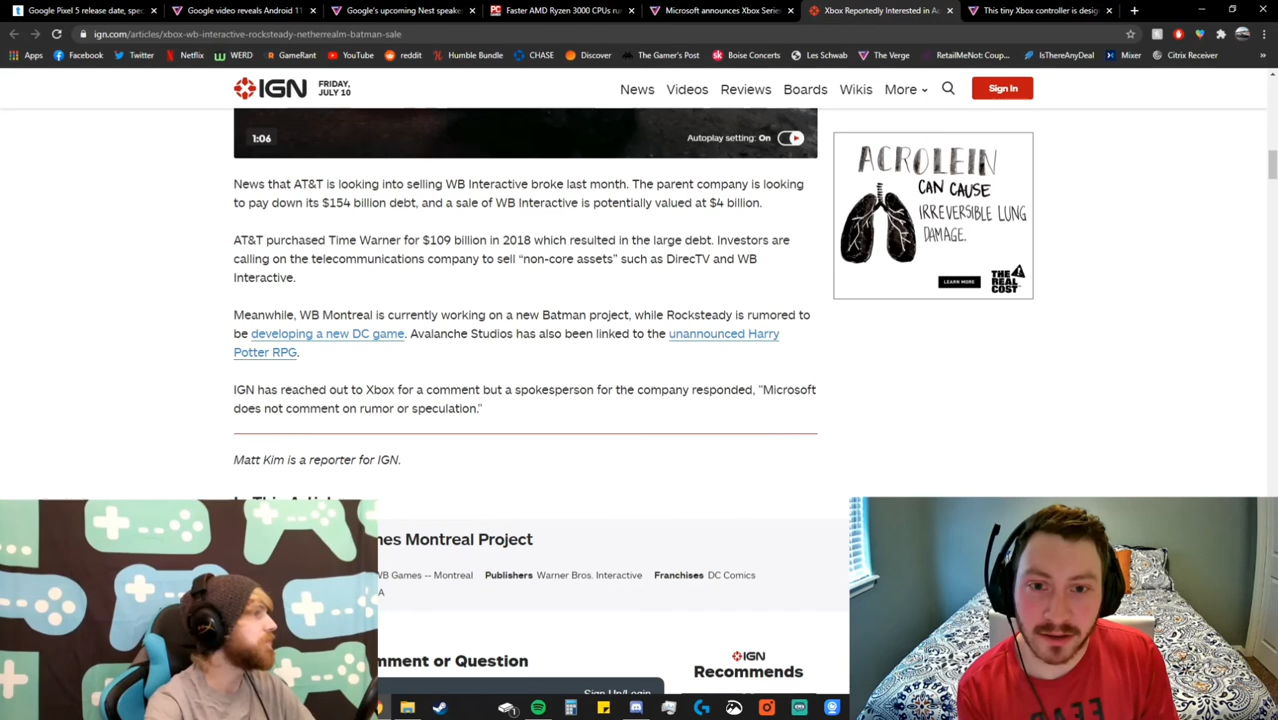 Google Pixel 5 release date, spec
Google video reveals Android 11
Google's upcoming Nest speaker
Faster AMD Ryzen 3000 CPUs
Microsoft announces Xbox Series
Xbox Reportedly Interested in
This tiny Xbox controller is desig
ign.com/articles/xbox-wb-interactive-rocksteady-netherrealm-batman-sale
Apps Facebook Twitter Netflix WERD GameRant YouTube reddit Humble Bundle CHASE Discover The Gamer's Post Boise Concerts Les Schwab The Verge RetailMeNot: Coup... IsThereAnyDeal Mixer Citrix Receiver »
IGN
FRIDAY,
JULY 10
News Videos Reviews Boards Wikis More
Sign In
1:06
Autoplay setting: On
ACROLEIN
CAN CAUSE
IRREVERSIBLE LUNG
DAMAGE.
LEARN MORE
THE
REAL
COST
News that AT&T is looking into selling WB Interactive broke last month. The parent company is looking
to pay down its $154 billion debt, and a sale of WB Interactive is potentially valued at $4 billion.
AT&T purchased Time Warner for $109 billion in 2018 which resulted in the large debt. Investors are
calling on the telecommunications company to sell “non-core assets” such as DirecTV and WB
Interactive.
Meanwhile, WB Montreal is currently working on a new Batman project, while Rocksteady is rumored to
be developing a new DC game. Avalanche Studios has also been linked to the unannounced Harry
Potter RPG.
IGN has reached out to Xbox for a comment but a spokesperson for the company responded, "Microsoft
does not comment on rumor or speculation."
Matt Kim is a reporter for IGN.
mes Montreal Project
WB Games -- Montreal Publishers Warner Bros. Interactive Franchises DC Comics
A
mment or Question
Sign Up/Login
IGN
Recommends
FEAR